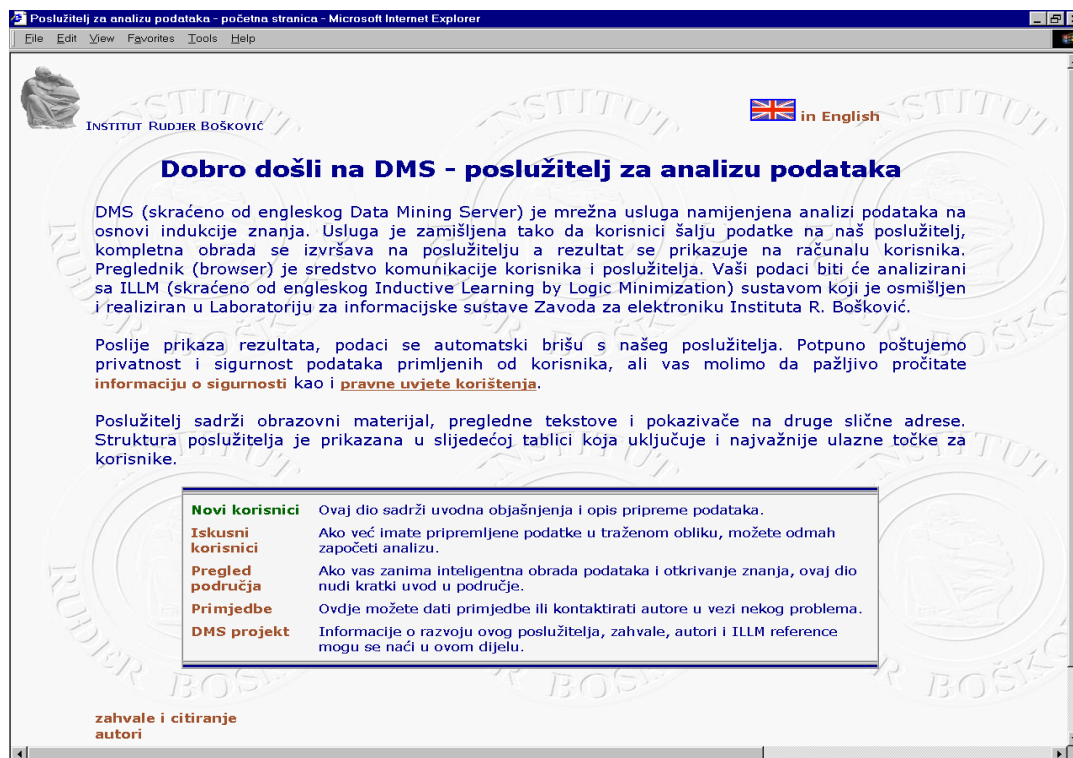 Poslužitelj za analizu podataka - početna stranica - Microsoft Internet Explorer
File Edit View Favorites Tools Help
INSTITUT RUDJER BOŠKOVIĆ
in English
Dobro došli na DMS - poslužitelj za analizu podataka
DMS (skraćeno od engleskog Data Mining Server) je mrežna usluga namijenjena analizi podataka na
osnovi indukcije znanja. Usluga je zamišljena tako da korisnici šalju podatke na naš poslužitelj,
kompletna obrada se izvršava na poslužitelju a rezultat se prikazuje na računalu korisnika.
Preglednik (browser) je sredstvo komunikacije korisnika i poslužitelja. Vaši podaci biti će analizirani
sa ILLM (skraćeno od engleskog Inductive Learning by Logic Minimization) sustavom koji je osmišljen
i realiziran u Laboratoriju za informacijske sustave Zavoda za elektroniku Instituta R. Bošković.
Poslije prikaza rezultata, podaci se automatski brišu s našeg poslužitelja. Potpuno poštujemo
privatnost i sigurnost podataka primljenih od korisnika, ali vas molimo da pažljivo pročitate
informaciju o sigurnosti kao i pravne uvjete korištenja.
Poslužitelj sadrži obrazovni materijal, pregledne tekstove i pokazivače na druge slične adrese.
Struktura poslužitelja je prikazana u slijedećoj tablici koja uključuje i najvažnije ulazne točke za
korisnike.
Novi korisnici Ovaj dio sadrži uvodna objašnjenja i opis pripreme podataka.
Iskusni korisnici Ako već imate pripremljene podatke u traženom obliku, možete odmah
započeti analizu.
Pregled područja Ako vas zanima inteligentna obrada podataka i otkrivanje znanja, ovaj dio
nudi kratki uvod u područje.
Primjedbe Ovdje možete dati primjedbe ili kontaktirati autore u vezi nekog problema.
DMS projekt Informacije o razvoju ovog poslužitelja, zahvale, autori i ILLM reference
mogu se naći u ovom dijelu.
zahvale i citiranje
autori